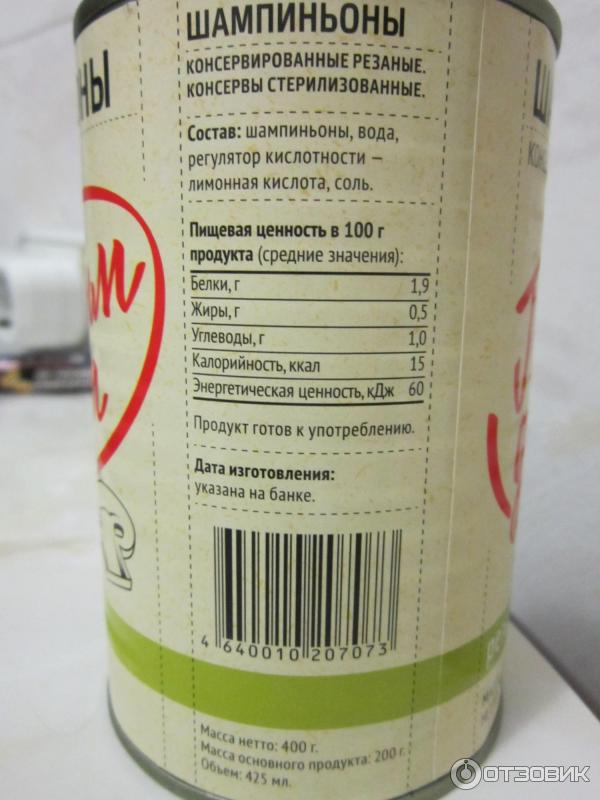 ШАМПИНЬОНЫ
КОНСЕРВИРОВАННЫЕ РЕЗАНЫЕ.
КОНСЕРВЫ СТЕРИЛИЗОВАННЫЕ.
Состав: шампиньоны, вода,
регулятор кислотности —
лимонная кислота, соль.
Пищевая ценность в 100 г
продукта (средние значения):
Белки, г 1,9
Жиры, г 0,5
Углеводы, г 1,0
Калорийность, ккал 15
Энергетическая ценность, кДж 60
Продукт готов к употреблению.
Дата изготовления:
указана на банке.
4 640010 207073
Масса нетто: 400 г.
Масса основного продукта: 200 г.
Объем: 425 мл.
ОТЗОВИК